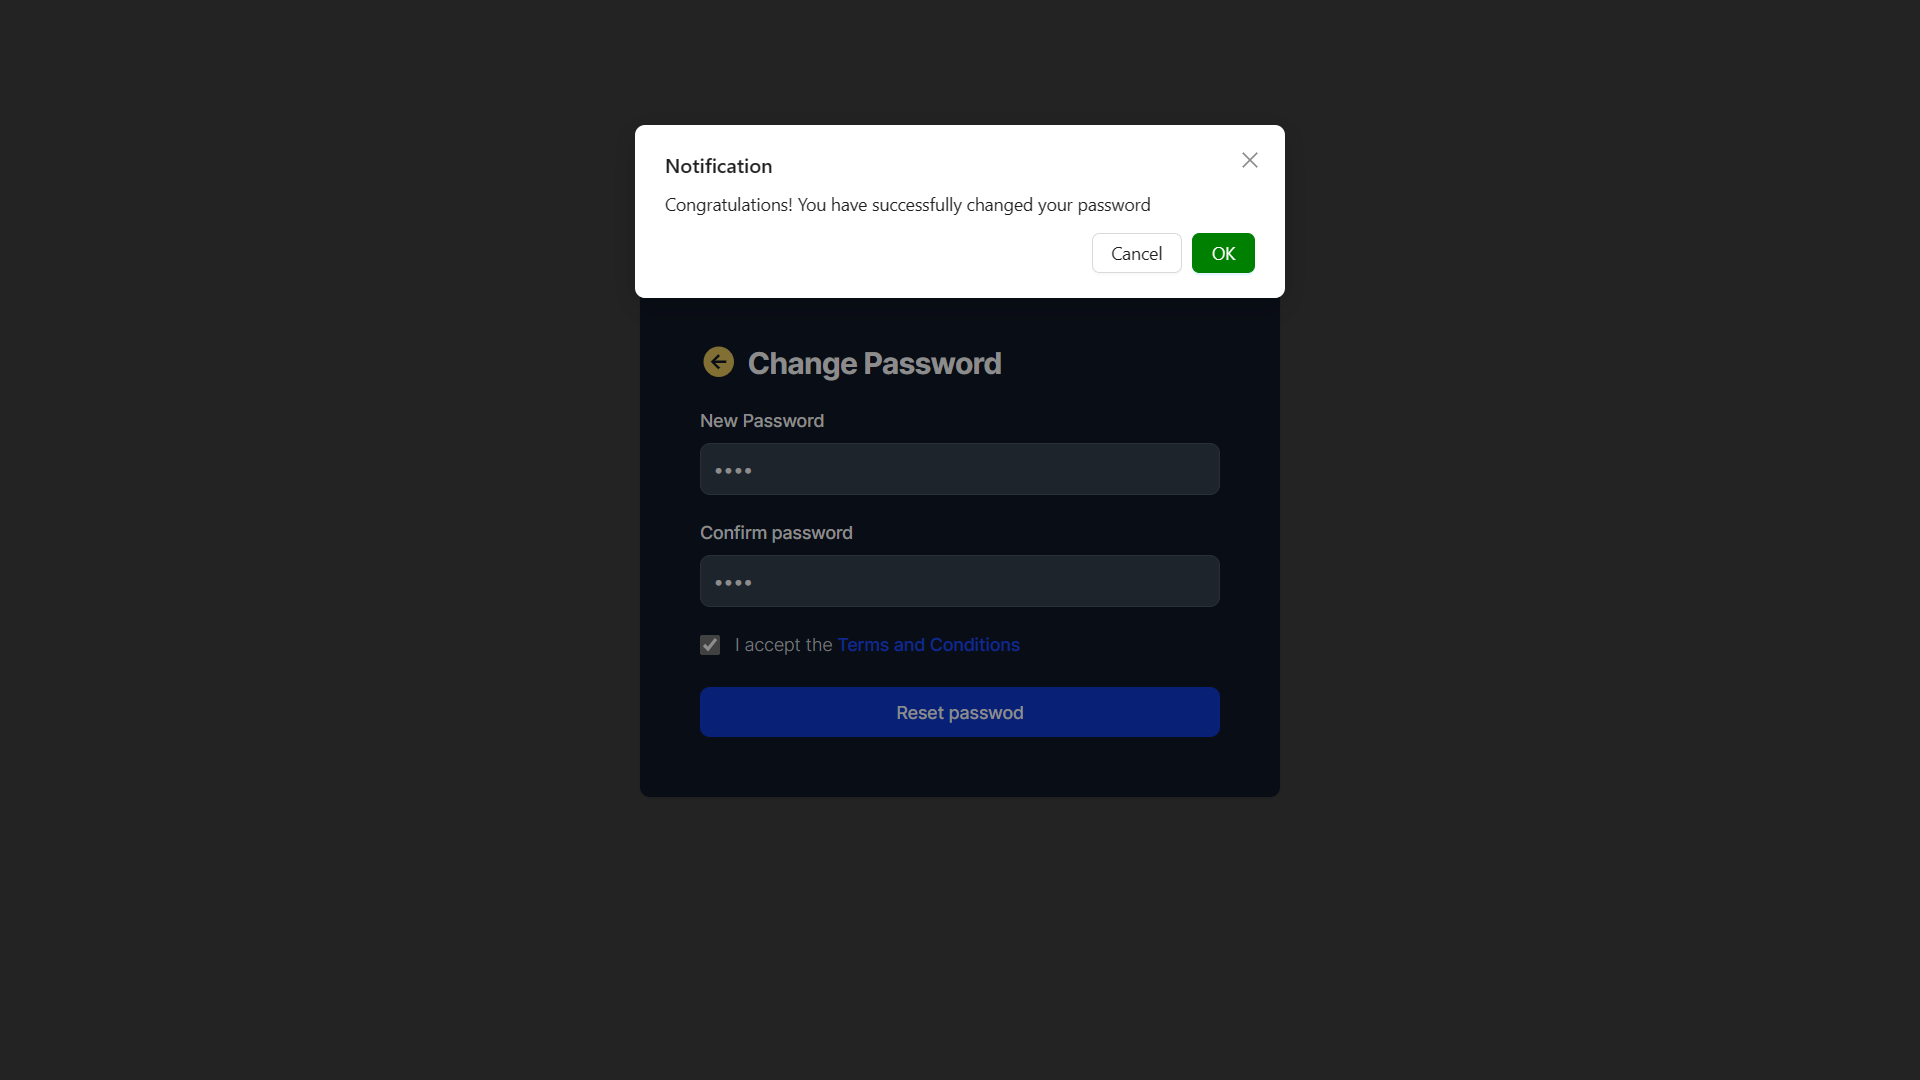 Notification
Congratulations! You have successfully changed your password
Cancel
OK
Change Password
New Password
••••
Confirm password
••••
I accept the Terms and Conditions
Reset passwod